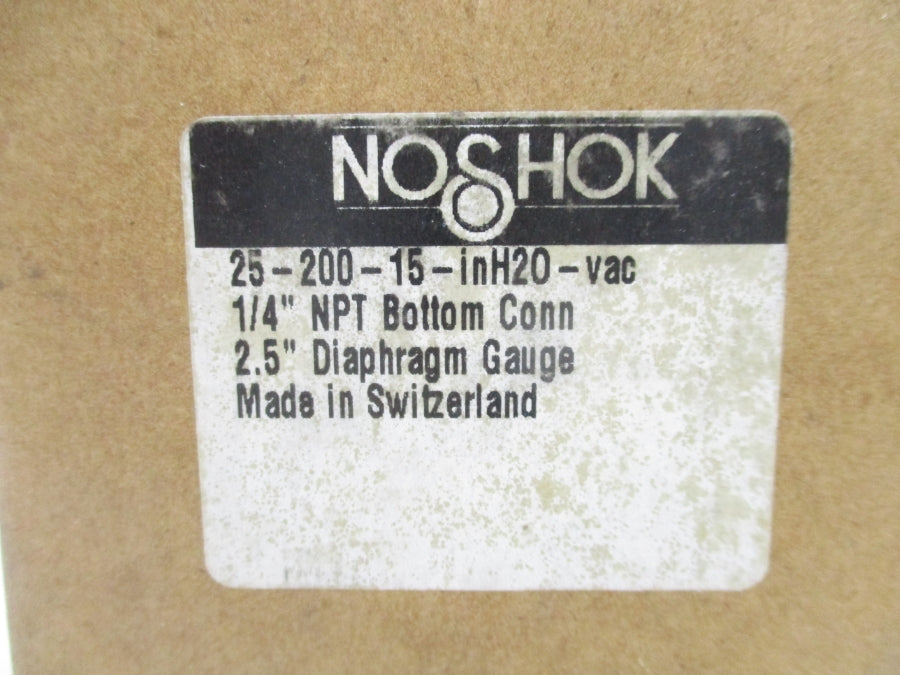 NOSHOK
25-200-15-inH2O-vac
1/4" NPT Bottom Conn
2.5" Diaphragm Gauge
Made in Switzerland